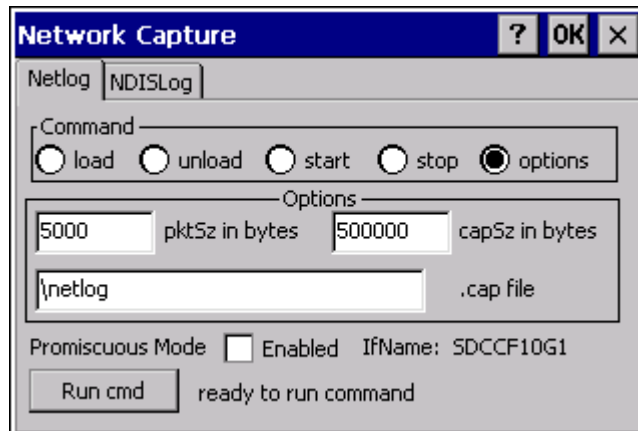 Network Capture ? OK ×
Netlog NDISLog
Command
load unload start stop options
Options
5000 pktSz in bytes 500000 capSz in bytes
\netlog .cap file
Promiscuous Mode Enabled IfName: SDCCF10G1
Run cmd ready to run command